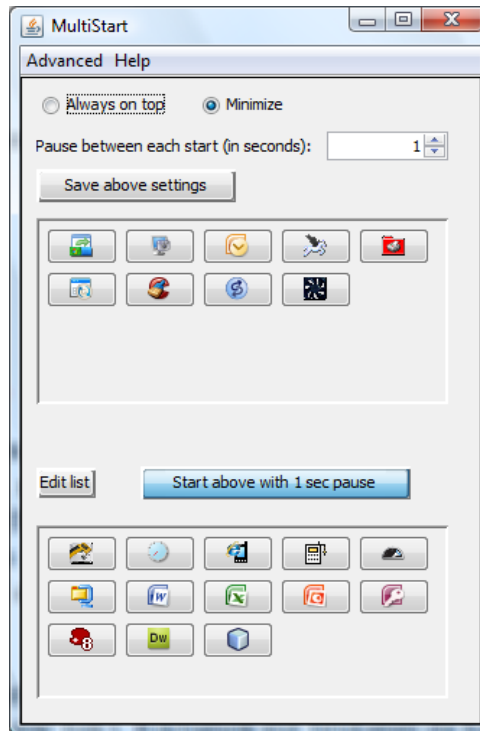 MultiStart
Advanced Help
Always on top Minimize
Pause between each start (in seconds): 1
Save above settings
Edit list Start above with 1 sec pause
W
8 Dw